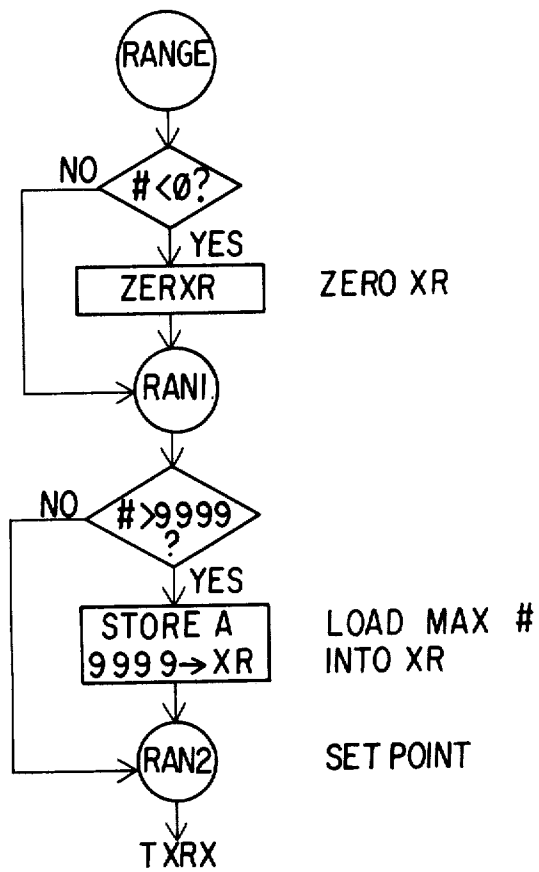 RANGE
NO
#<Ø?
YES
ZERXR
ZERO XR
RAN1
NO
#>9999
?
YES
STORE A
9999→XR
LOAD MAX #
INTO XR
RAN2
SET POINT
TXRX